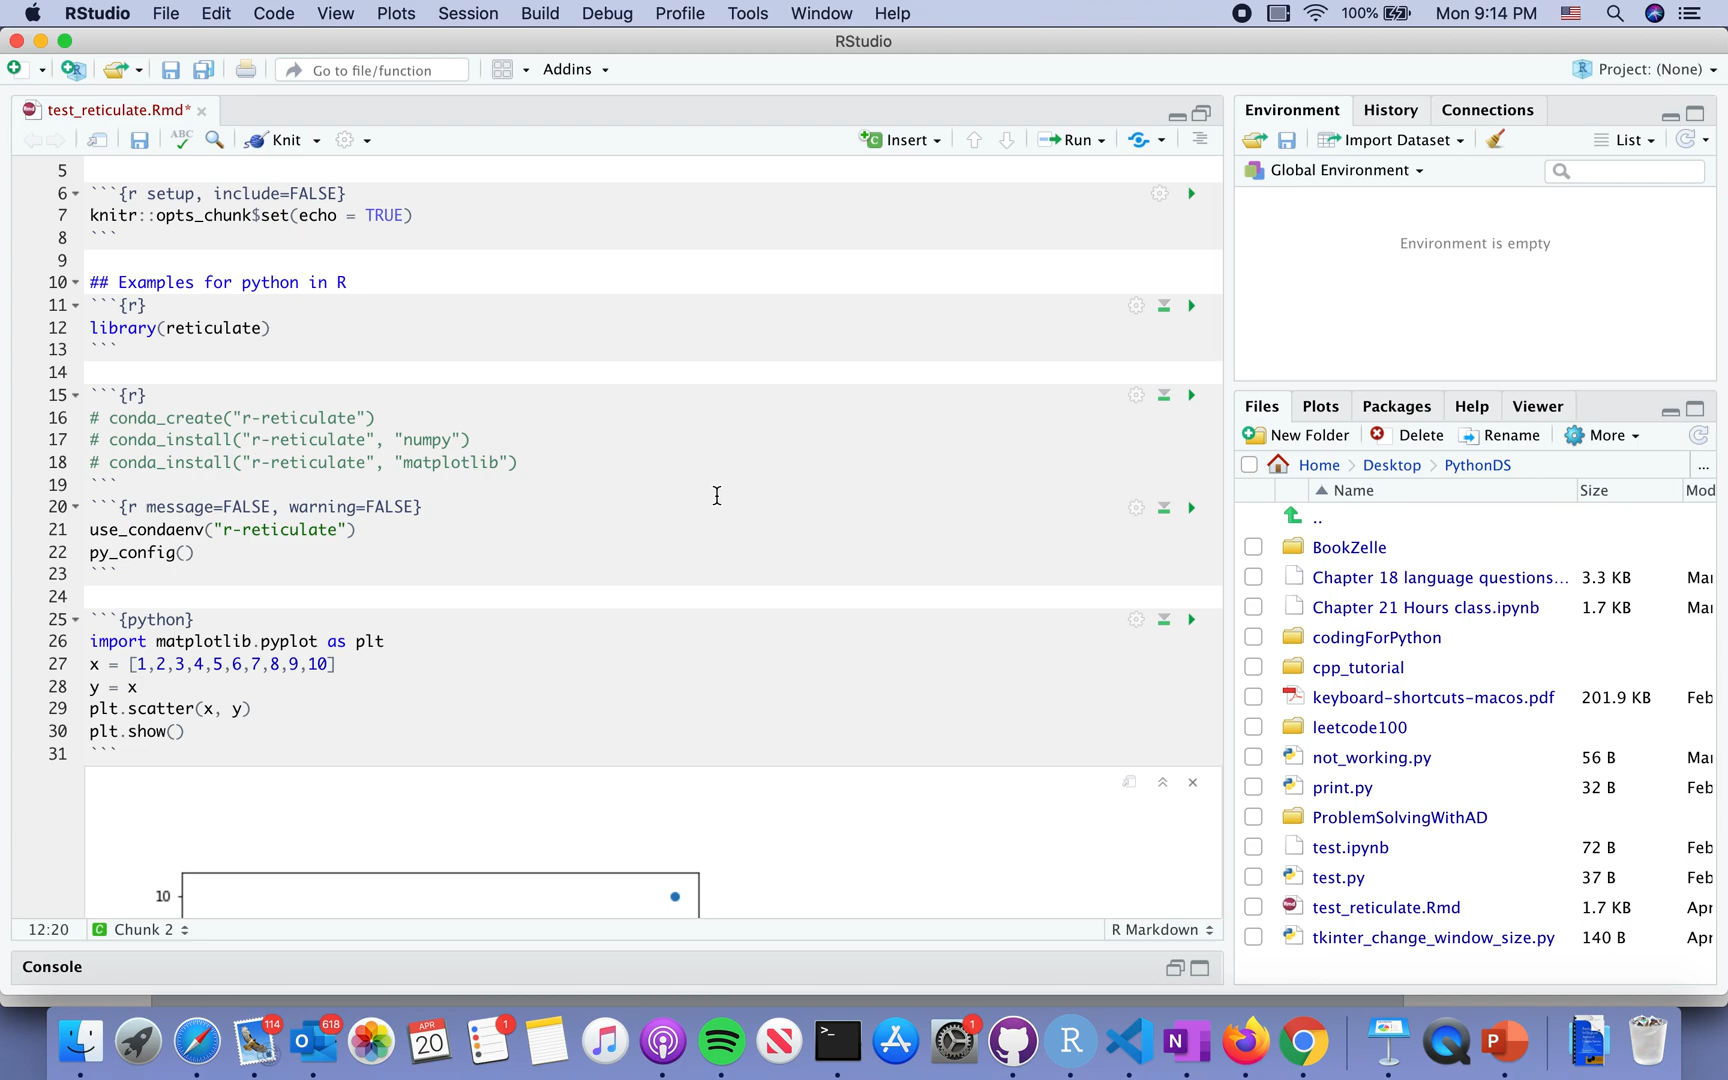 RStudio File Edit Code View Plots Session Build Debug Profile Tools Window Help 100% Mon 9:14 PM
RStudio
Go to file/function Addins Project: (None)
test_reticulate.Rmd*
ABC Knit Insert Run
5
6 ```{r setup, include=FALSE}
7 knitr::opts_chunk$set(echo = TRUE)
8 ```
9
10 ## Examples for python in R
11 ```{r}
12 library(reticulate)
13 ```
14
15 ```{r}
16 # conda_create("r-reticulate")
17 # conda_install("r-reticulate", "numpy")
18 # conda_install("r-reticulate", "matplotlib")
19 ```
20 ```{r message=FALSE, warning=FALSE}
21 use_condaenv("r-reticulate")
22 py_config()
23 ```
24
25 ```{python}
26 import matplotlib.pyplot as plt
27 x = [1,2,3,4,5,6,7,8,9,10]
28 y = x
29 plt.scatter(x, y)
30 plt.show()
31 ```
10
12:20 C Chunk 2 R Markdown
Console
Environment History Connections
Import Dataset List
R Global Environment
Environment is empty
Files Plots Packages Help Viewer
New Folder Delete Rename More
Home Desktop PythonDS ...
Name Size Mod
..
BookZelle
Chapter 18 language questions... 3.3 KB Mar
Chapter 21 Hours class.ipynb 1.7 KB Mar
codingForPython
cpp_tutorial
keyboard-shortcuts-macos.pdf 201.9 KB Feb
leetcode100
not_working.py 56 B Mar
print.py 32 B Feb
ProblemSolvingWithAD
test.ipynb 72 B Feb
test.py 37 B Feb
test_reticulate.Rmd 1.7 KB Apr
tkinter_change_window_size.py 140 B Apr
114 618 APR 20 1 >_ 1 R N P